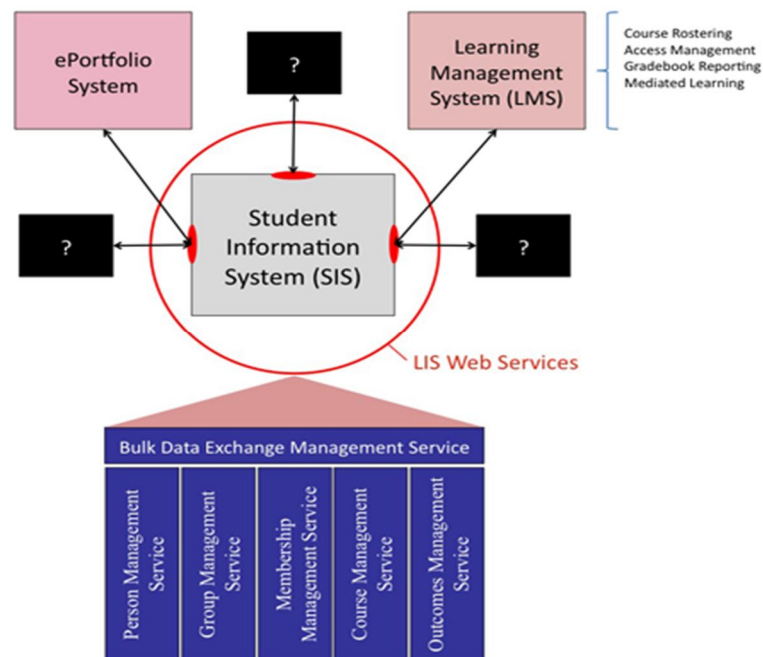 ePortfolio
System
?
Learning
Management
System (LMS)
Course Rostering
Access Management
Gradebook Reporting
Mediated Learning
?
Student
Information
System (SIS)
?
LIS Web Services
Bulk Data Exchange Management Service
Person Management
Service
Group Management
Service
Membership
Management Service
Course Management
Service
Outcomes Management
Service